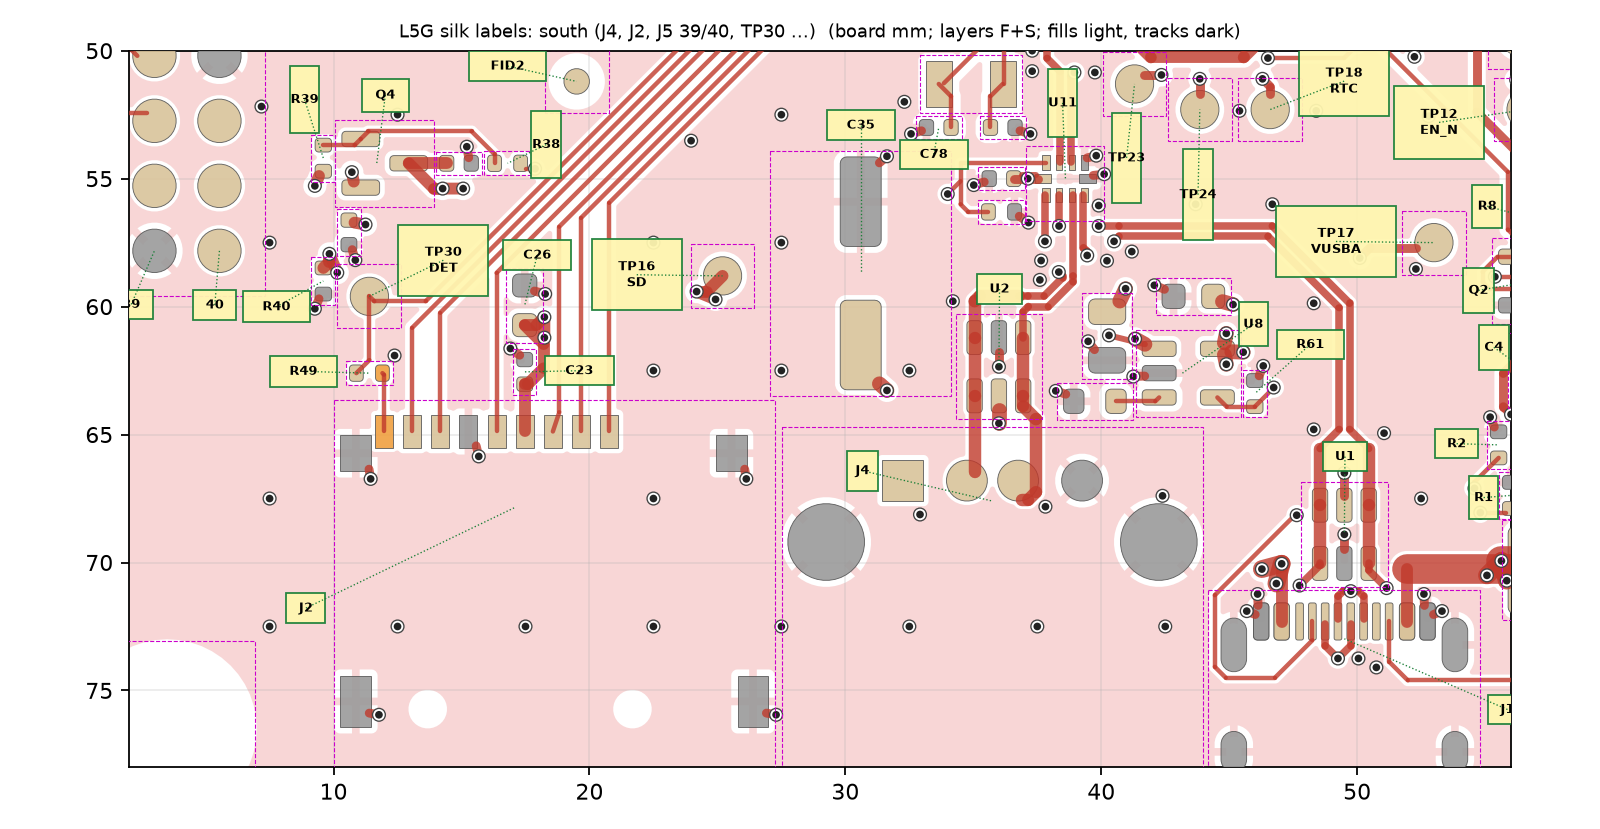 L5G silk labels: south (J4, J2, J5 39/40, TP30 ...)  (board mm; layers F+S; fills light, tracks dark)
50
55
60
65
70
75
10
20
30
40
50
FID2
R39
Q4
R38
C35
C78
U11
TP23
TP24
TP18
RTC
TP12
EN_N
R8
TP17
VUSBA
Q2
C4
TP30
DET
C26
TP16
SD
U2
U8
R61
9
40
R40
R49
C23
R2
R1
U1
J4
J2
J1